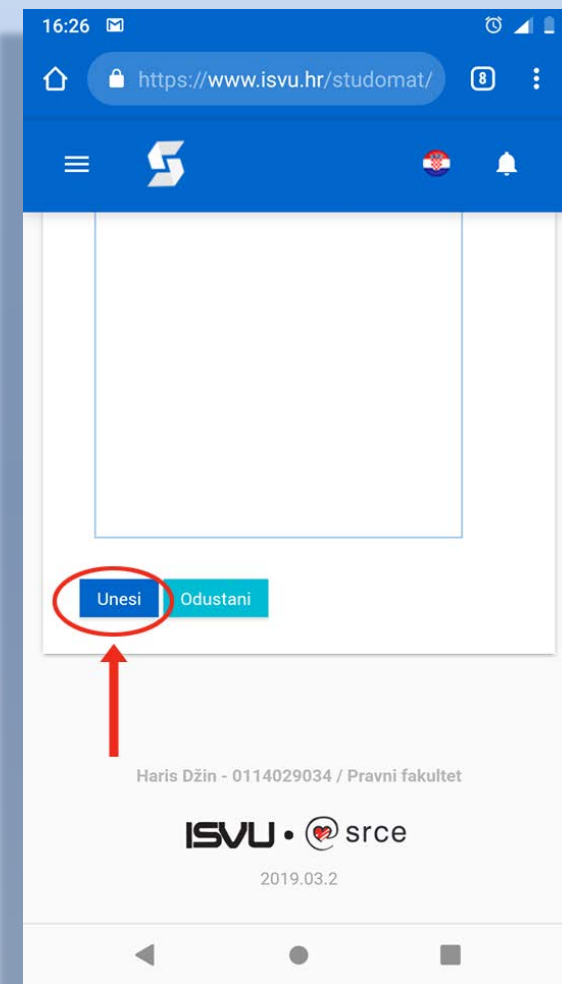 16:26
https://www.isvu.hr/studomat/ 8
Unesi Odustani
Haris Džin - 0114029034 / Pravni fakultet
ISVU • @ srce
2019.03.2